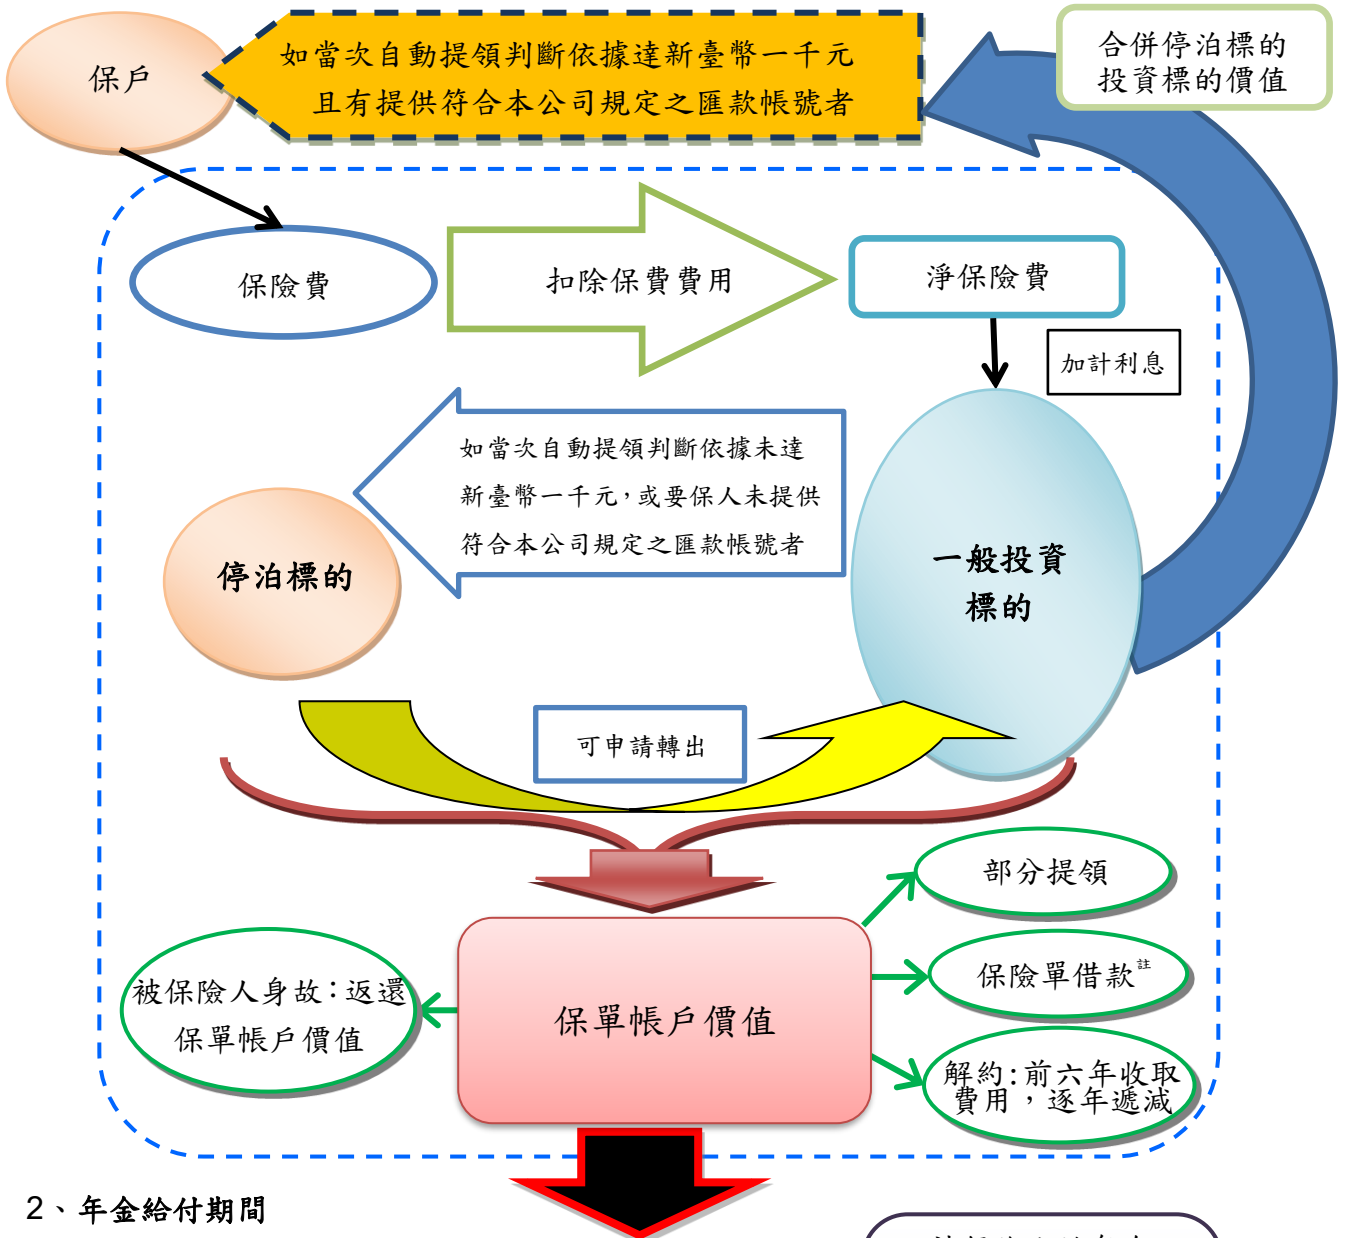 保戶
如當次自動提領判斷依據達新臺幣一千元
且有提供符合本公司規定之匯款帳號者
合併停泊標的
投資標的價值
保險費
扣除保費費用
淨保險費
加計利息
如當次自動提領判斷依據未達
新臺幣一千元，或要保人未提供
符合本公司規定之匯款帳號者
停泊標的
一般投資
標的
可申請轉出
部分提領
保險單借款註
解約：前六年收取
費用，逐年遞減
被保險人身故：返還
保單帳戶價值
保單帳戶價值
2、年金給付期間